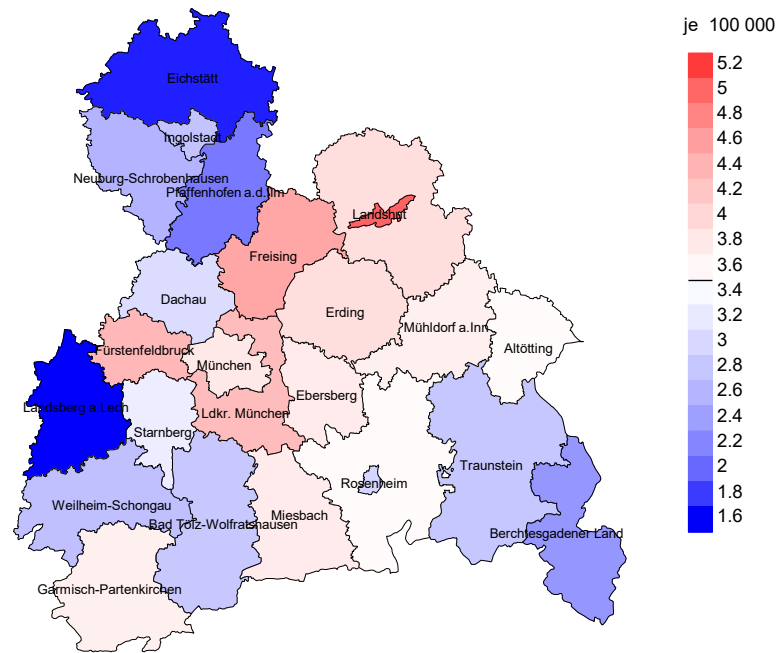 je 100 000
5.2
5
4.8
4.6
4.4
4.2
4
3.8
3.6
3.4
3.2
3
2.8
2.6
2.4
2.2
2
1.8
1.6
Eichstätt
Ingolstadt
Neuburg-Schrobenhausen
Pfaffenhofen a.d.Ilm
Landshut
Freising
Dachau
Erding
Mühldorf a.Inn
Altötting
Fürstenfeldbruck
München
Ebersberg
Landsberg a.Lech
Ldkr. München
Starnberg
Traunstein
Rosenheim
Weilheim-Schongau
Miesbach
Bad Tölz-Wolfratshausen
Berchtesgadener Land
Garmisch-Partenkirchen